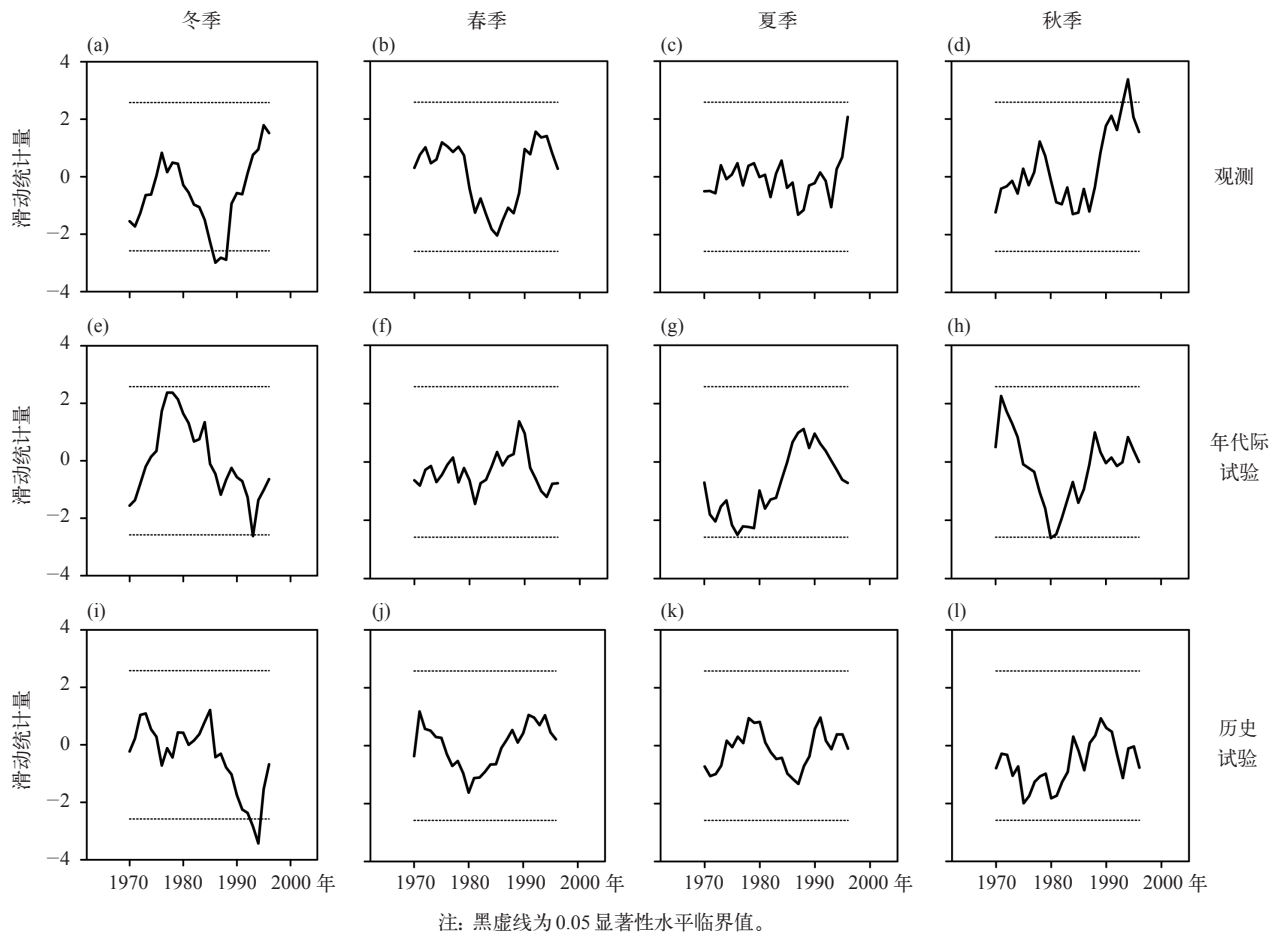 冬季 春季 夏季 秋季
(a) (b) (c) (d)
4
2
0
−2
−4
滑动统计量
观测
(e) (f) (g) (h)
4
2
0
−2
−4
滑动统计量
年代际
试验
(i) (j) (k) (l)
4
2
0
−2
−4
滑动统计量
历史
试验
1970 1980 1990 2000 年 1970 1980 1990 2000 年 1970 1980 1990 2000 年 1970 1980 1990 2000 年
注: 黑虚线为 0.05 显著性水平临界值。